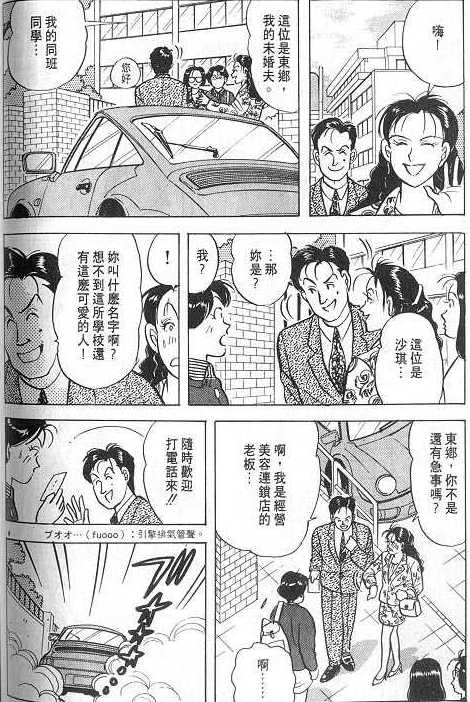 嗨！
這位是東鄉，
我的未婚夫。
您好
我的同班
同學…
這位是
沙琪…
…那
妳是？
我？
！
妳叫什麼名字啊？
想不到這所學校還
有這麼可愛的人！
東鄉，你不是
還有急事嗎？
啊，我是經營
美容連鎖店的
老板…
啊…
隨時歡迎
打電話來!!
ブオオ…(fuooo)：引擎排氣管聲。